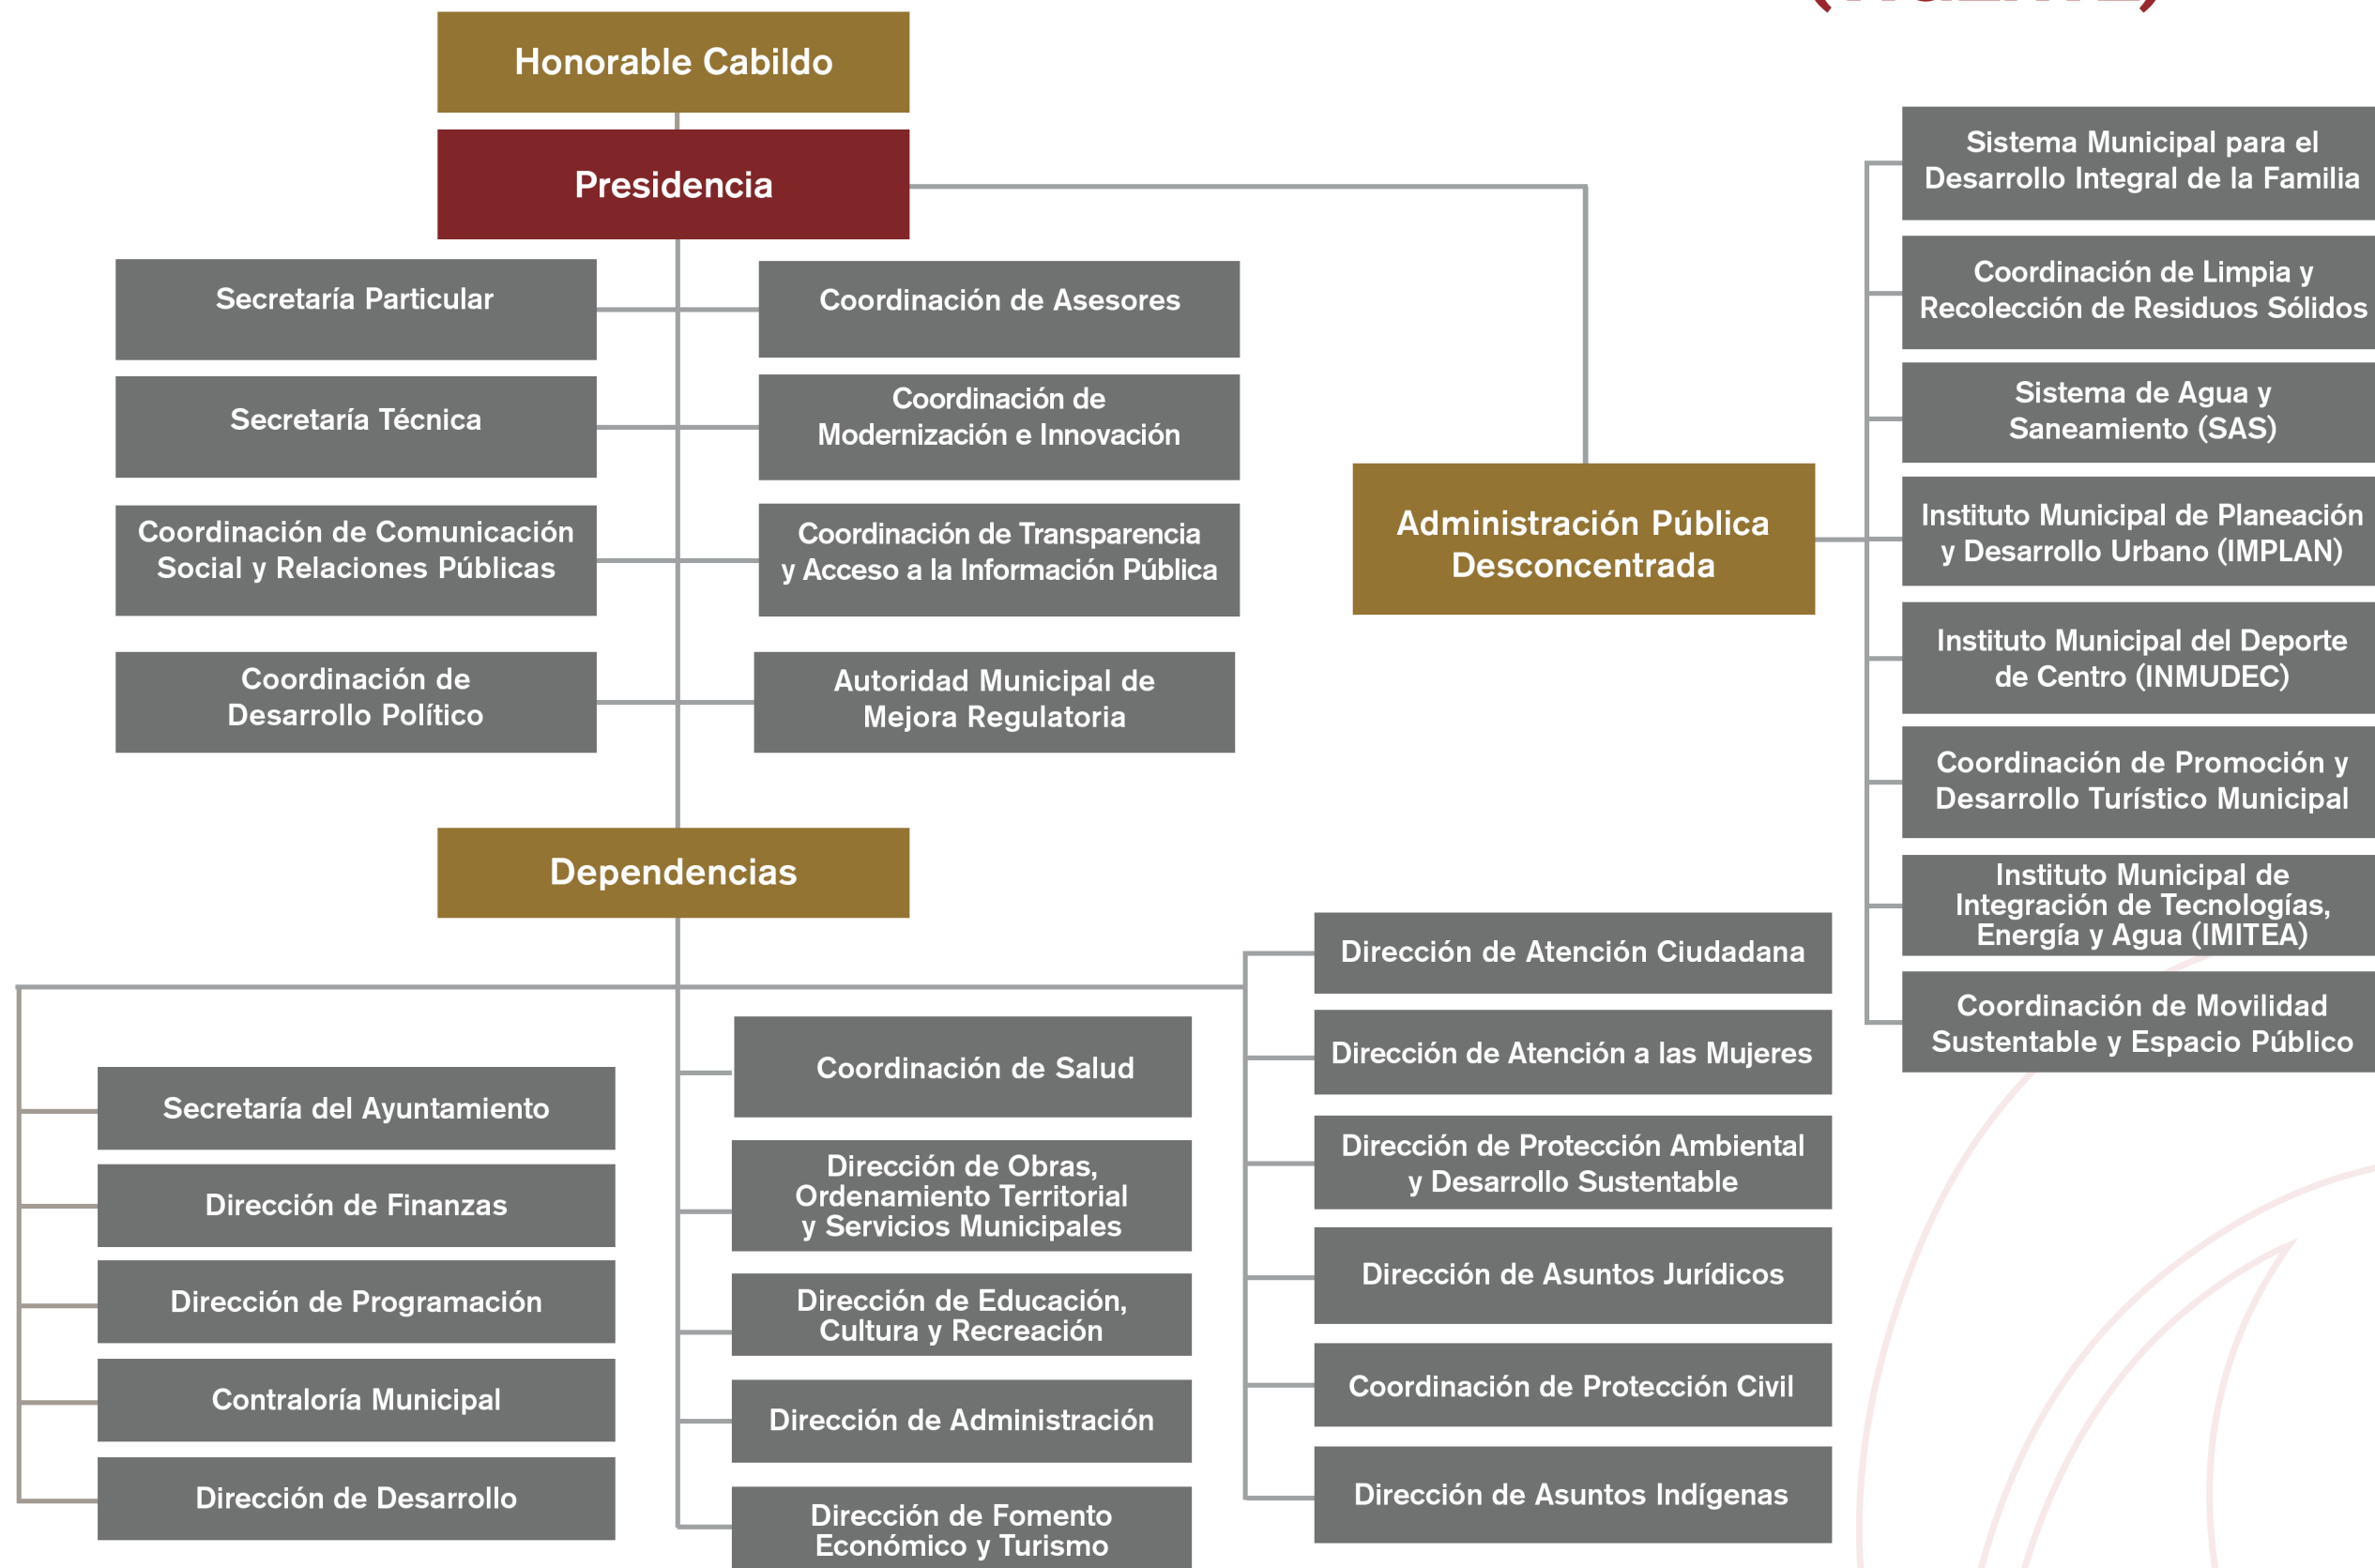 Honorable Cabildo
Presidencia
Secretaría Particular
Coordinación de Asesores
Secretaría Técnica
Coordinación de
Modernización e Innovación
Coordinación de Comunicación
Social y Relaciones Públicas
Coordinación de Transparencia
y Acceso a la Información Pública
Coordinación de
Desarrollo Político
Autoridad Municipal de
Mejora Regulatoria
Administración Pública
Desconcentrada
Sistema Municipal para el
Desarrollo Integral de la Familia
Coordinación de Limpia y
Recolección de Residuos Sólidos
Sistema de Agua y
Saneamiento (SAS)
Instituto Municipal de Planeación
y Desarrollo Urbano (IMPLAN)
Instituto Municipal del Deporte
de Centro (INMUDEC)
Coordinación de Promoción y
Desarrollo Turístico Municipal
Instituto Municipal de
Integración de Tecnologías,
Energía y Agua (IMITEA)
Coordinación de Movilidad
Sustentable y Espacio Público
Dependencias
Secretaría del Ayuntamiento
Dirección de Finanzas
Dirección de Programación
Contraloría Municipal
Dirección de Desarrollo
Coordinación de Salud
Dirección de Obras,
Ordenamiento Territorial
y Servicios Municipales
Dirección de Educación,
Cultura y Recreación
Dirección de Administración
Dirección de Fomento
Económico y Turismo
Dirección de Atención Ciudadana
Dirección de Atención a las Mujeres
Dirección de Protección Ambiental
y Desarrollo Sustentable
Dirección de Asuntos Jurídicos
Coordinación de Protección Civil
Dirección de Asuntos Indígenas